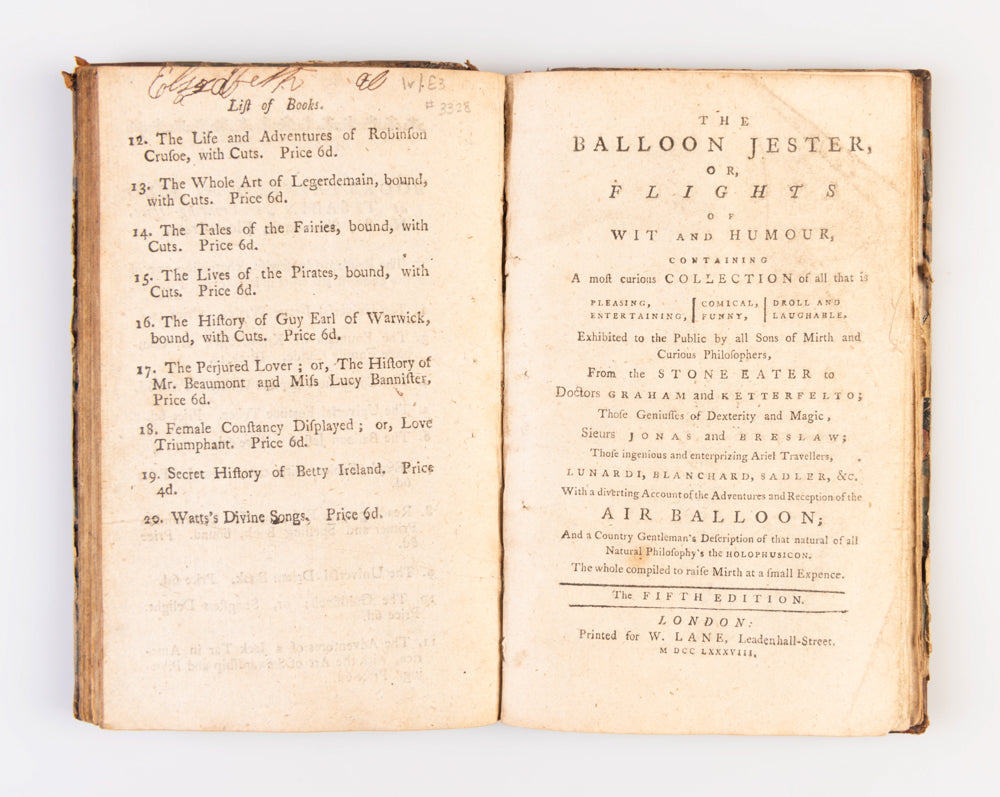 Elizabeth
1v/.E3
#3328
Liſt of Books.
12. The Life and Adventures of Robinſon
Cruſoe, with Cuts. Price 6d.
13. The Whole Art of Legerdemain, bound,
with Cuts. Price 6d.
14. The Tales of the Fairies, bound, with
Cuts. Price 6d.
15. The Lives of the Pirates, bound, with
Cuts. Price 6d.
16. The Hiſtory of Guy Earl of Warwick,
bound, with Cuts. Price 6d.
17. The Perjured Lover; or, The Hiſtory of
Mr. Beaumont and Miſs Lucy Banniſter,
Price 6d.
18. Female Conſtancy Diſplayed; or, Love
Triumphant. Price 6d.
19. Secret Hiſtory of Betty Ireland. Price
4d.
20. Watts's Divine Songs. Price 6d.
THE
BALLOON JESTER,
OR,
FLIGHTS
OF
WIT AND HUMOUR,
CONTAINING
A moſt curious COLLECTION of all that is
PLEASING, COMICAL, DROLL AND
ENTERTAINING, FUNNY, LAUGHABLE.
Exhibited to the Public by all Sons of Mirth and
Curious Philoſophers,
From the STONE EATER to
Doctors GRAHAM and KETTERFELTO;
Thoſe Geniuſſes of Dexterity and Magic,
Sieurs JONAS and BRESLAW;
Thoſe ingenious and enterprizing Ariel Travellers,
LUNARDI, BLANCHARD, SADLER, &c.
With a diverting Account of the Adventures and Reception of the
AIR BALLOON;
And a Country Gentleman's Deſcription of that natural of all
Natural Philoſophy's the HOLOPHUSICON.
The whole compiled to raiſe Mirth at a ſmall Expence.
The FIFTH EDITION.
LONDON:
Printed for W. LANE, Leadenhall-Street.
M DCC LXXXVIII.